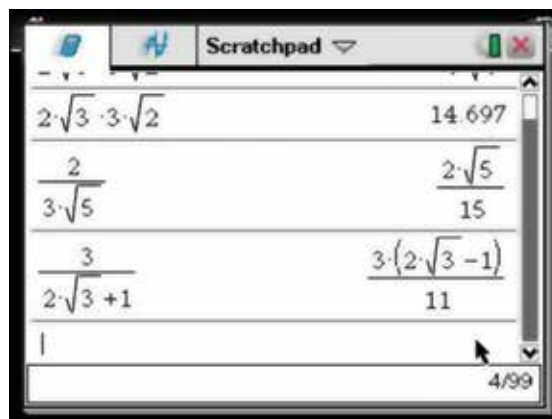 Scratchpad
2·√3 ·3·√2 14.697
2/(3·√5) (2·√5)/15
3/(2·√3 +1) (3·(2·√3 −1))/11
4/99